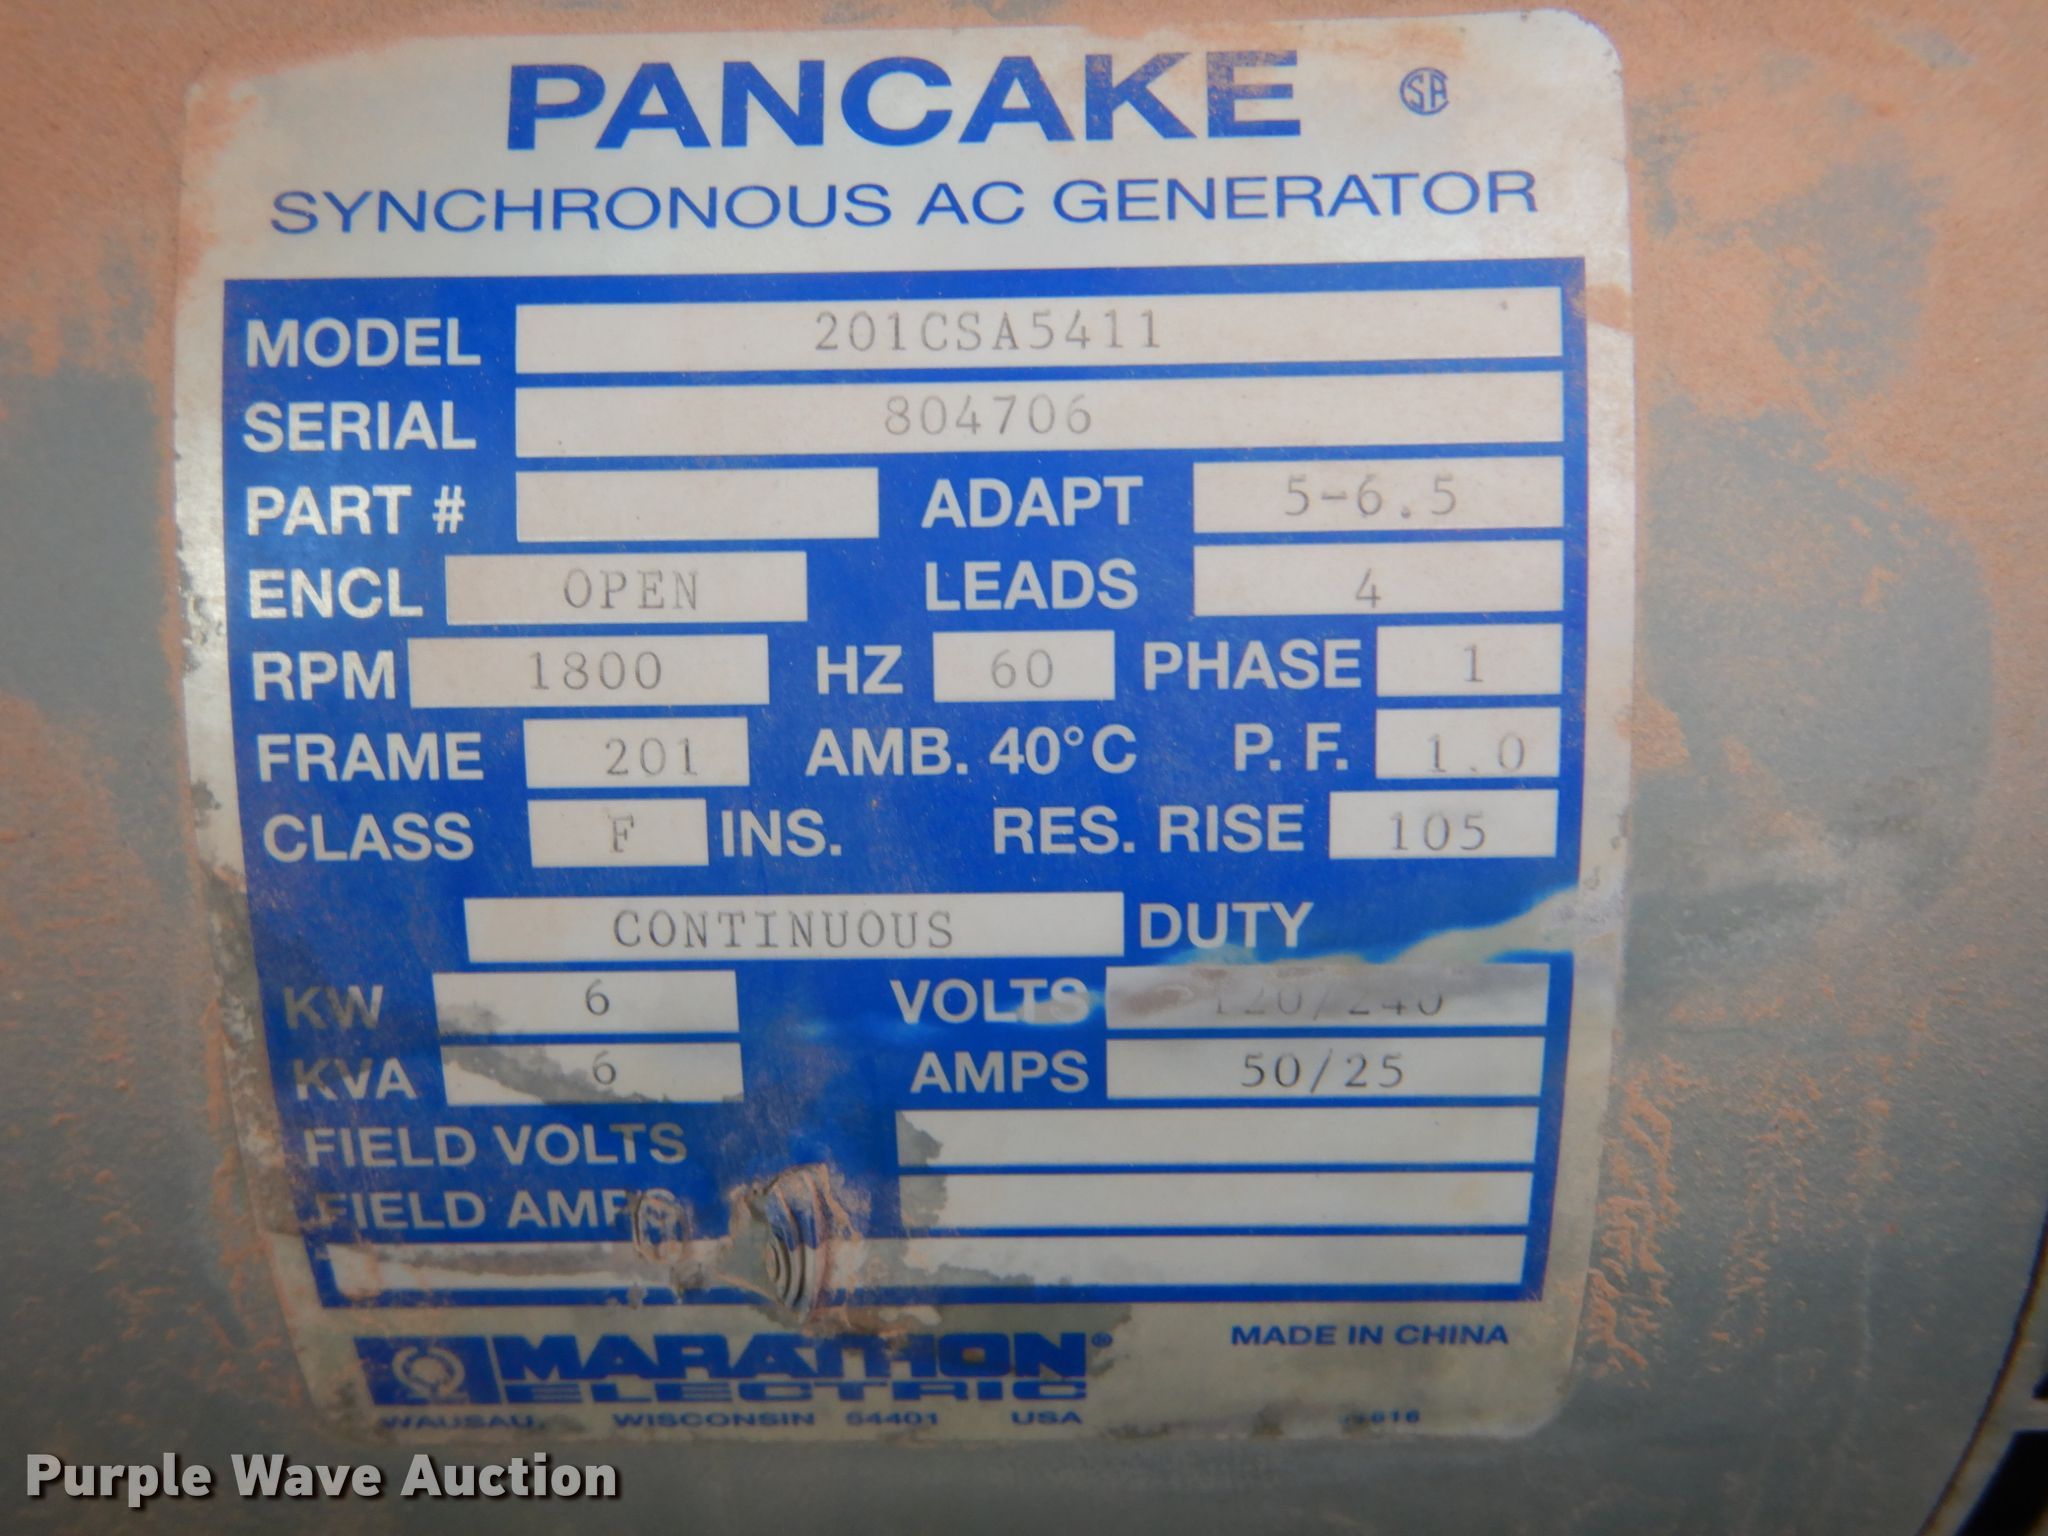 PANCAKE SA
SYNCHRONOUS AC GENERATOR
MODEL 201CSA5411
SERIAL 804706
PART # ADAPT 5-6.5
ENCL OPEN LEADS 4
RPM 1800 HZ 60 PHASE 1
FRAME 201 AMB. 40°C P.F. 1.0
CLASS F INS. RES. RISE 105
CONTINUOUS DUTY
KW 6 VOLTS 120/240
KVA 6 AMPS 50/25
FIELD VOLTS
FIELD AMPS
MARATHON® MADE IN CHINA
ELECTRIC
WAUSAU, WISCONSIN 54401 USA
Purple Wave Auction